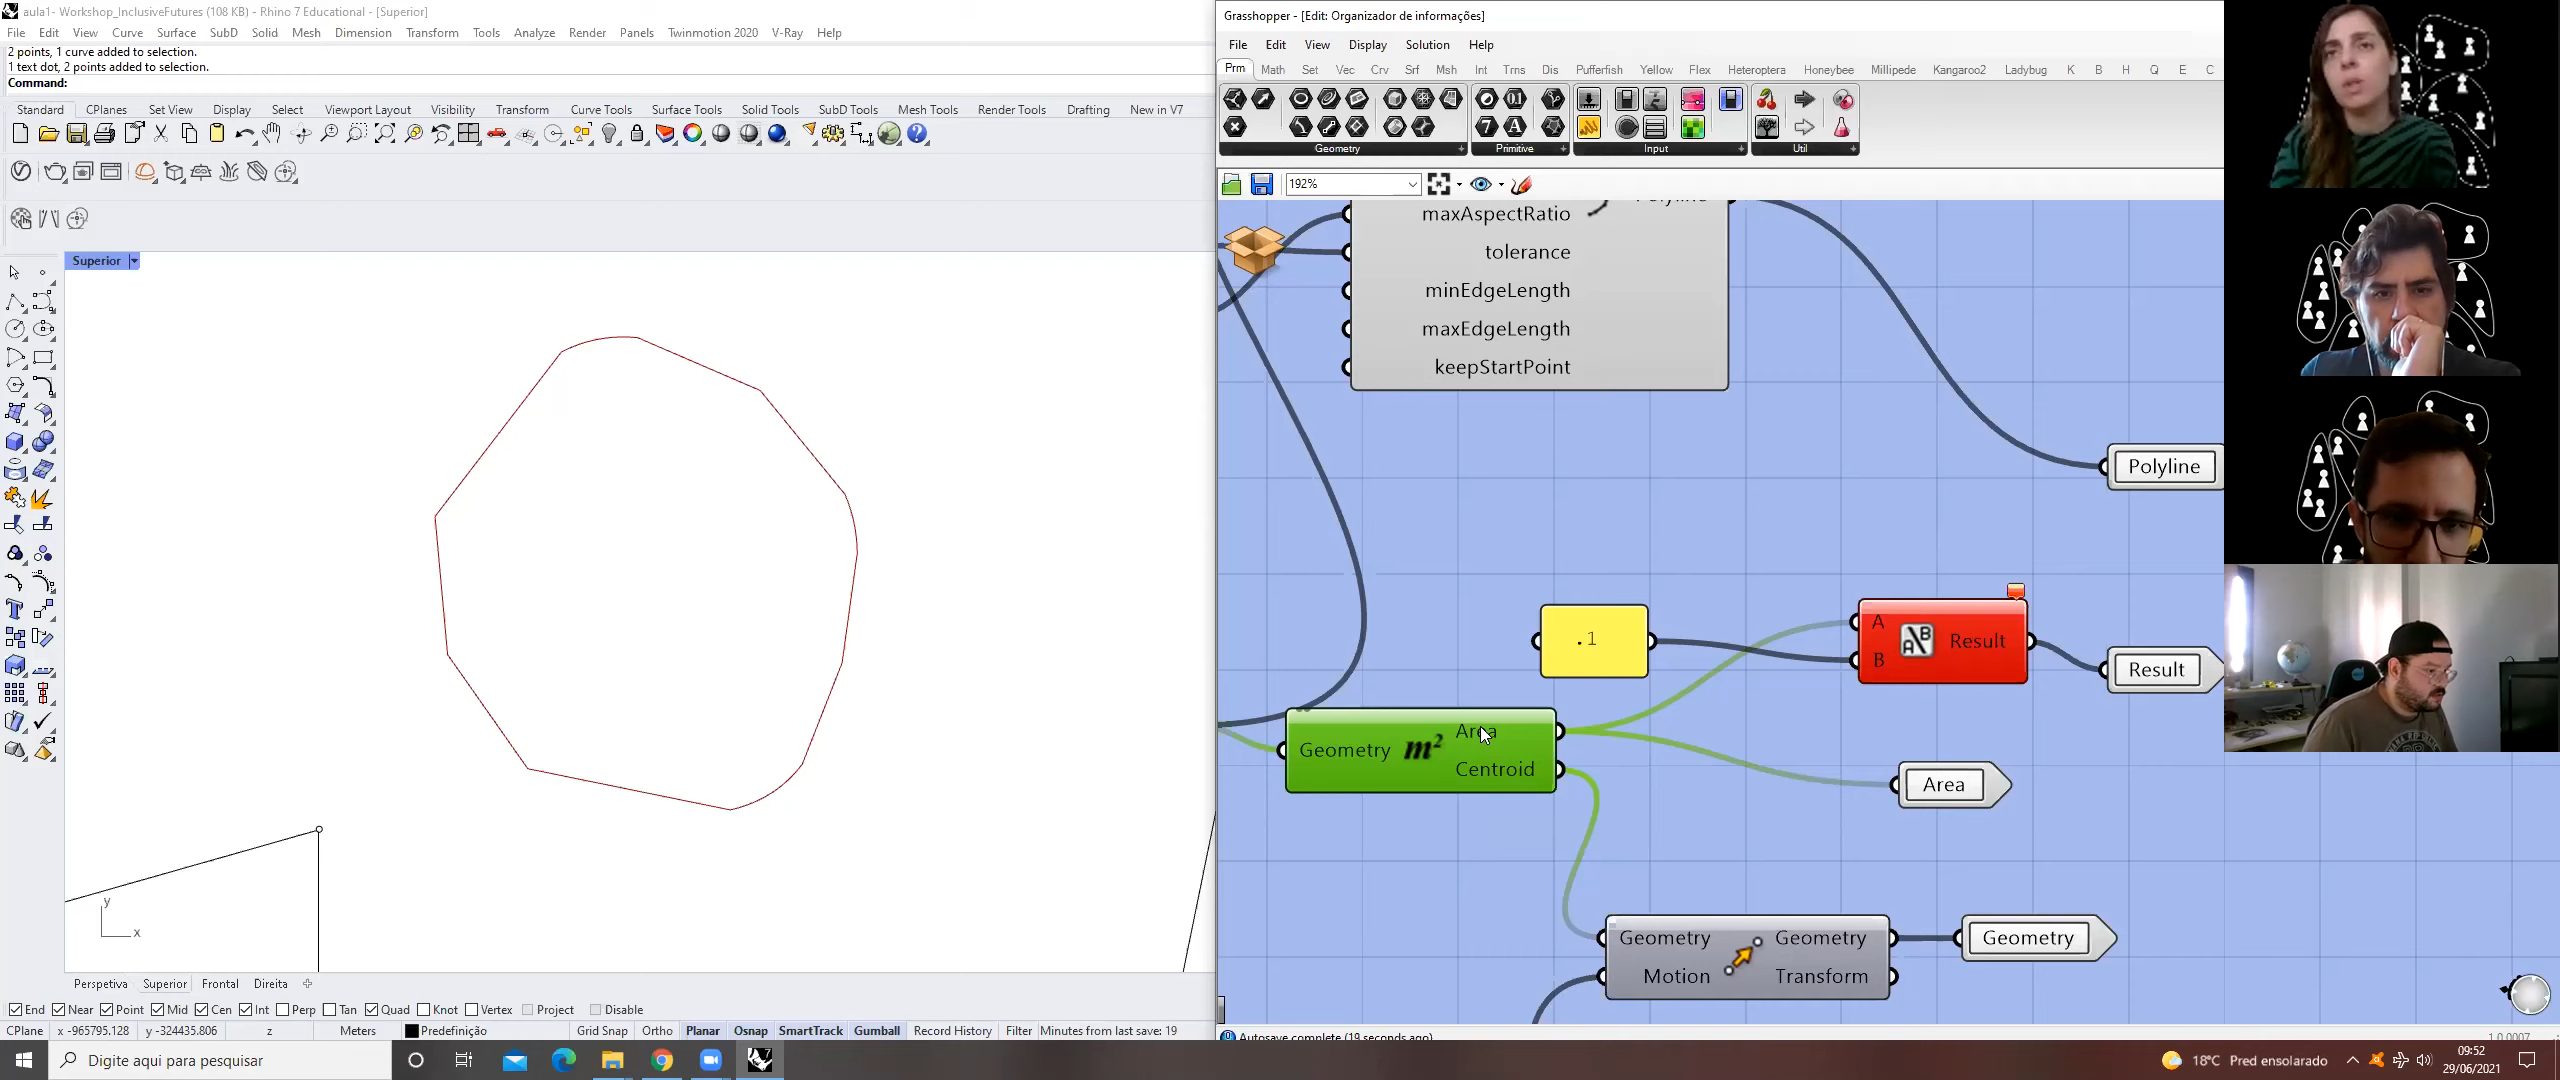 aula1- Workshop_InclusiveFutures (108 KB) - Rhino 7 Educational - [Superior]
File Edit View Curve Surface SubD Solid Mesh Dimension Transform Tools Analyze Render Panels Twinmotion 2020 V-Ray Help
2 points, 1 curve added to selection.
1 text dot, 2 points added to selection.
Command:
Standard CPlanes Set View Display Select Viewport Layout Visibility Transform Curve Tools Surface Tools Solid Tools SubD Tools Mesh Tools Render Tools Drafting New in V7
Superior
y
x
Perspetiva Superior Frontal Direita
End Near Point Mid Cen Int Perp Tan Quad Knot Vertex Project Disable
CPlane x -965795.128 y -324435.806 z Meters Predefinição Grid Snap Ortho Planar Osnap SmartTrack Gumball Record History Filter Minutes from last save: 19
Grasshopper - [Edit: Organizador de informações]
File Edit View Display Solution Help
Prm Math Set Vec Crv Srf Msh Int Trns Dis Pufferfish Yellow Flex Heteroptera Honeybee Millipede Kangaroo2 Ladybug K B H Q E C
Geometry Primitive Input Util
192%
maxAspectRatio
tolerance
minEdgeLength
maxEdgeLength
keepStartPoint
Polyline
.1
A
B
Result
Result
Geometry m² Area
Centroid
Area
Geometry Geometry
Motion Transform
Geometry
Autosave complete (19 seconds ago)
1.0.0007
Digite aqui para pesquisar
18°C Pred ensolarado
09:52
29/06/2021